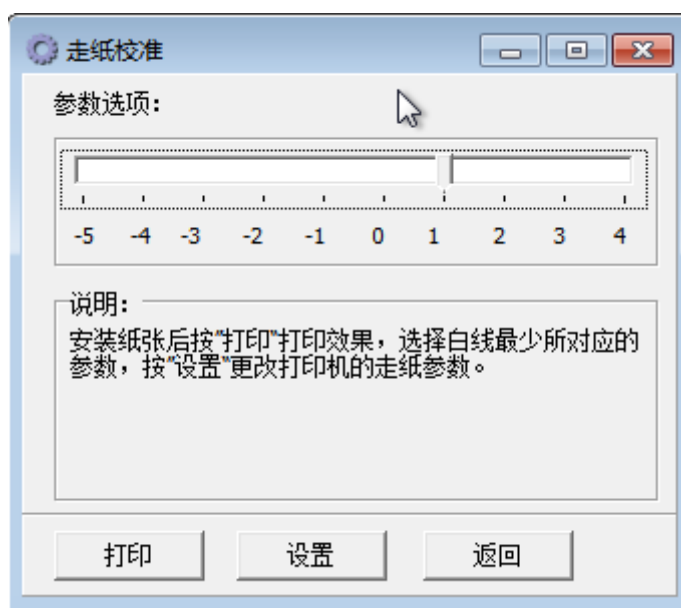 走纸校准
参数选项:
-5 -4 -3 -2 -1 0 1 2 3 4
说明:
安装纸张后按"打印"打印效果，选择白线最少所对应的
参数，按"设置"更改打印机的走纸参数。
打印 设置 返回